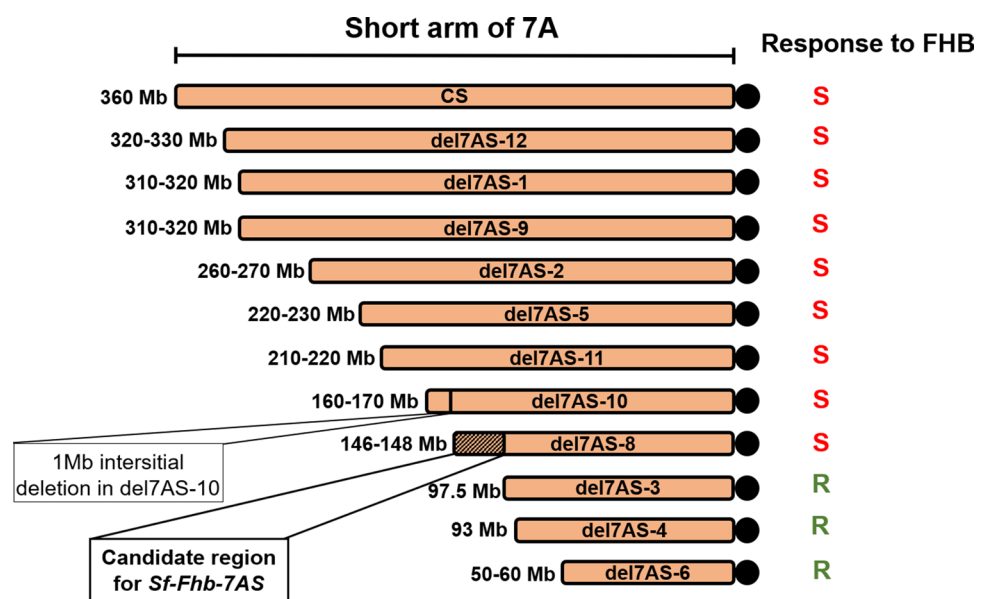 Short arm of 7A
Response to FHB
360 Mb CS S
320-330 Mb del7AS-12 S
310-320 Mb del7AS-1 S
310-320 Mb del7AS-9 S
260-270 Mb del7AS-2 S
220-230 Mb del7AS-5 S
210-220 Mb del7AS-11 S
160-170 Mb del7AS-10 S
146-148 Mb del7AS-8 S
1Mb intersitial
deletion in del7AS-10
97.5 Mb del7AS-3 R
93 Mb del7AS-4 R
Candidate region
for Sf-Fhb-7AS
50-60 Mb del7AS-6 R